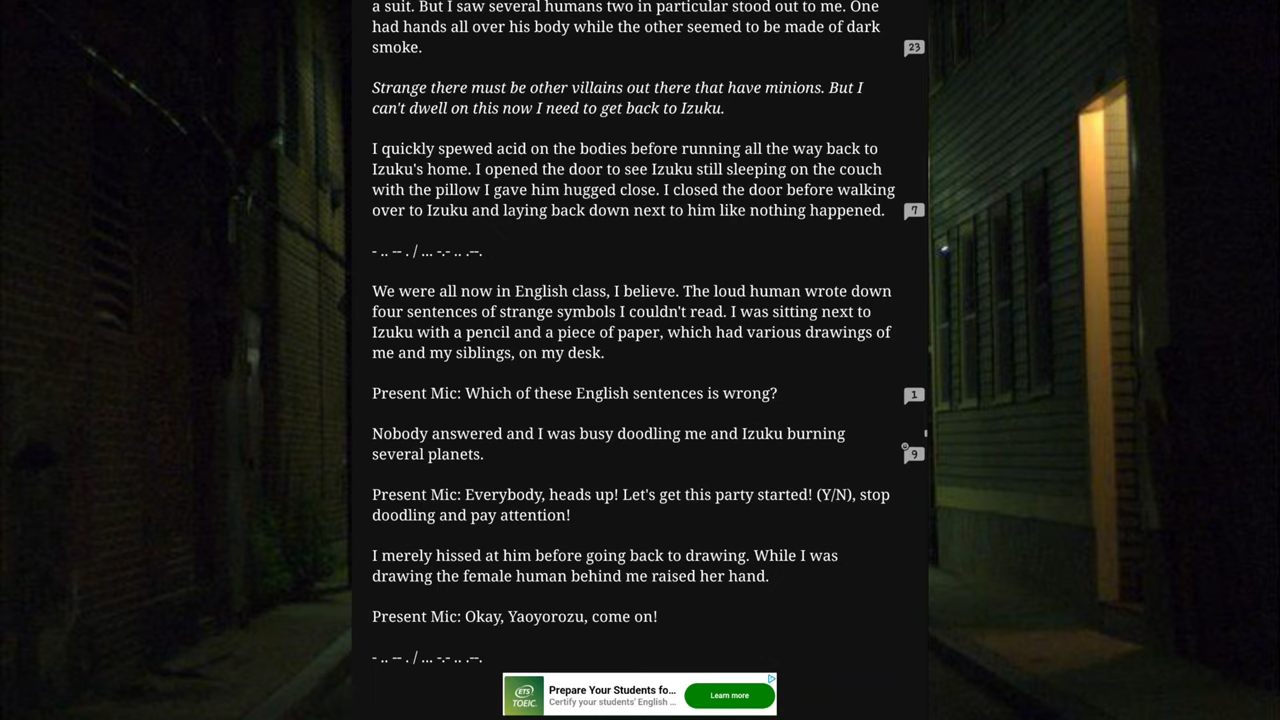 a suit. But I saw several humans two in particular stood out to me. One
had hands all over his body while the other seemed to be made of dark
smoke.
23
Strange there must be other villains out there that have minions. But I
can't dwell on this now I need to get back to Izuku.
I quickly spewed acid on the bodies before running all the way back to
Izuku's home. I opened the door to see Izuku still sleeping on the couch
with the pillow I gave him hugged close. I closed the door before walking
over to Izuku and laying back down next to him like nothing happened.
7
- .. -- . / ... -.- .. .--.
We were all now in English class, I believe. The loud human wrote down
four sentences of strange symbols I couldn't read. I was sitting next to
Izuku with a pencil and a piece of paper, which had various drawings of
me and my siblings, on my desk.
Present Mic: Which of these English sentences is wrong?
1
Nobody answered and I was busy doodling me and Izuku burning
several planets.
9
Present Mic: Everybody, heads up! Let's get this party started! (Y/N), stop
doodling and pay attention!
I merely hissed at him before going back to drawing. While I was
drawing the female human behind me raised her hand.
Present Mic: Okay, Yaoyorozu, come on!
- .. -- . / ... -.- .. .--.
ETS
TOEIC.
Prepare Your Students fo...
Certify your students' English ...
Learn more